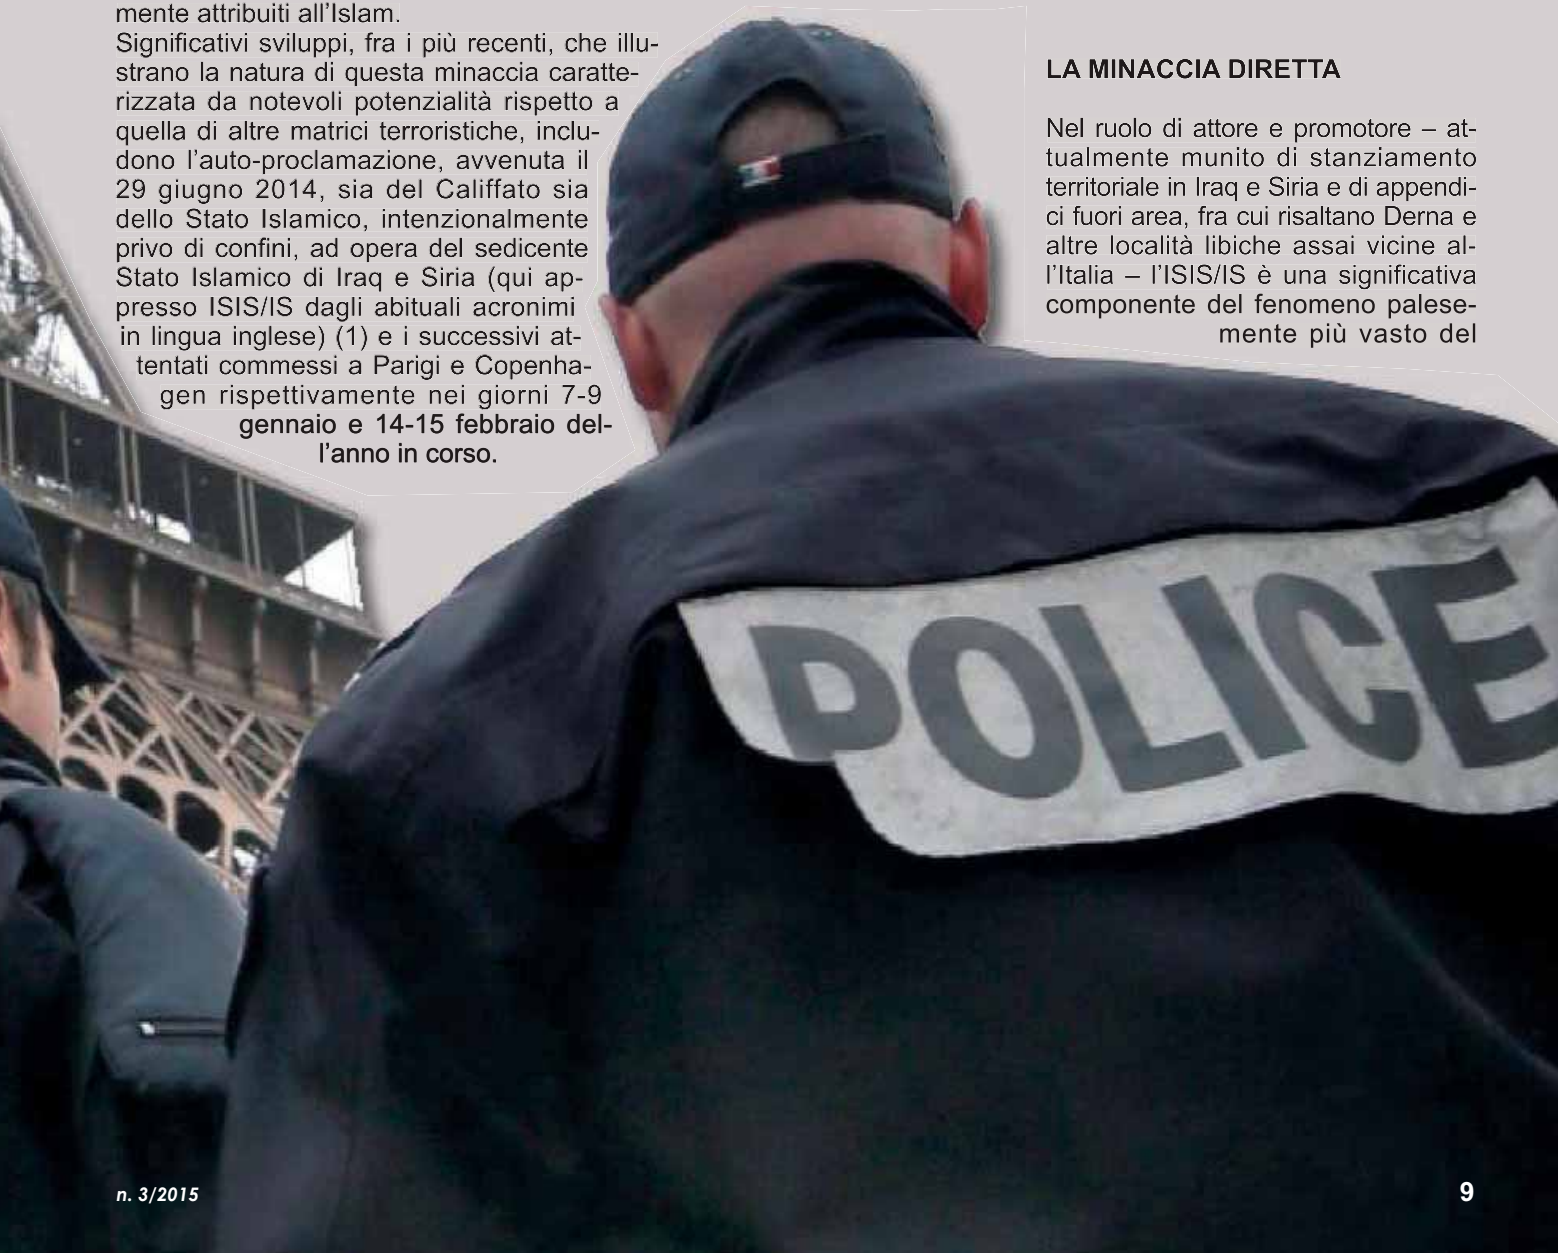 mente attribuiti all'Islam.
Significativi sviluppi, fra i più recenti, che illu-
strano la natura di questa minaccia caratte-
rizzata da notevoli potenzialità rispetto a
quella di altre matrici terroristiche, inclu-
dono l'auto-proclamazione, avvenuta il
29 giugno 2014, sia del Califfato sia
dello Stato Islamico, intenzionalmente
privo di confini, ad opera del sedicente
Stato Islamico di Iraq e Siria (qui ap-
presso ISIS/IS dagli abituali acronimi
in lingua inglese) (1) e i successivi at-
tentati commessi a Parigi e Copenha-
gen rispettivamente nei giorni 7-9
gennaio e 14-15 febbraio del-
l'anno in corso.
LA MINACCIA DIRETTA
Nel ruolo di attore e promotore – at-
tualmente munito di stanziamento
territoriale in Iraq e Siria e di appendi-
ci fuori area, fra cui risaltano Derna e
altre località libiche assai vicine al-
l'Italia – l'ISIS/IS è una significativa
componente del fenomeno palese-
mente più vasto del
POLICE
n. 3/2015
9